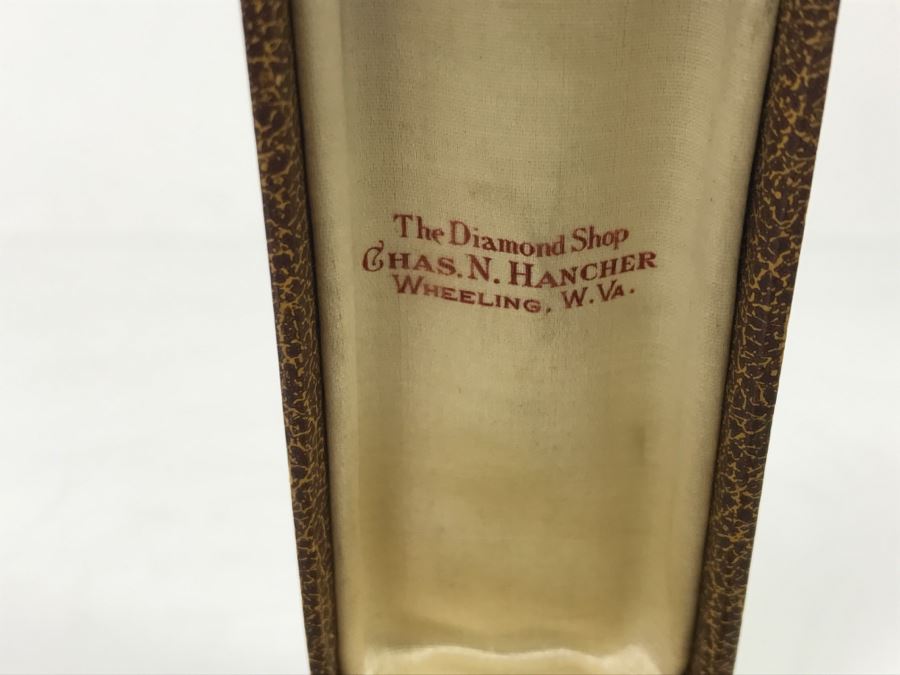 The Diamond Shop
Chas. N. Hancher
Wheeling, W. Va.